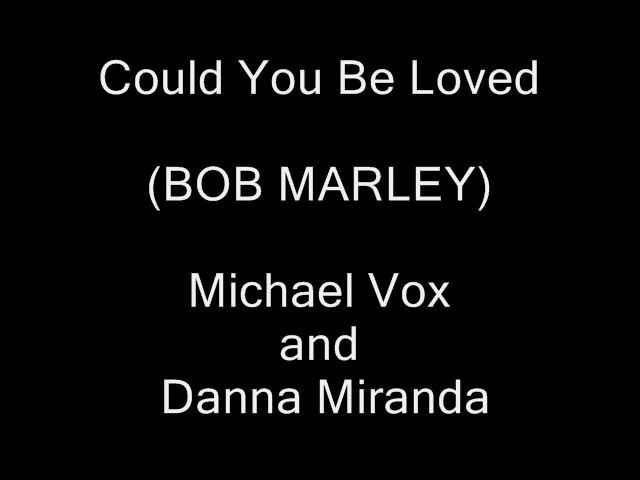 Could You Be Loved
(BOB MARLEY)
Michael Vox
and
Danna Miranda